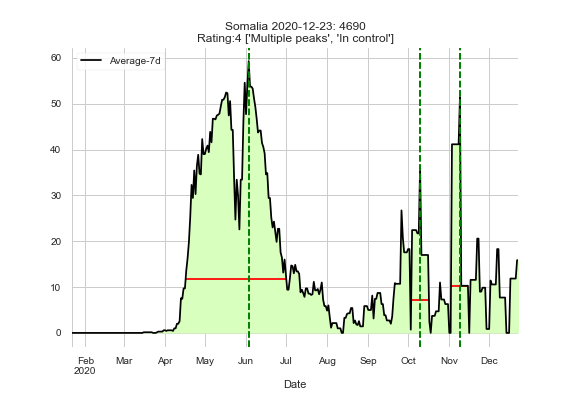 Somalia 2020-12-23: 4690
Rating:4 ['Multiple peaks', 'In control']
Average-7d
60
50
40
30
20
10
0
Feb Mar Apr May Jun Jul Aug Sep Oct Nov Dec
2020
Date